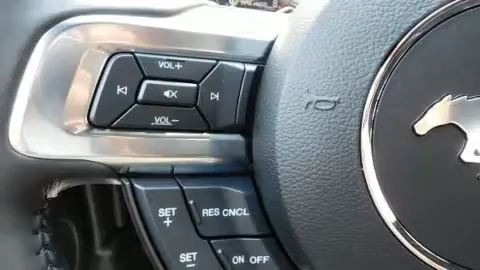 VOL+
VOL-
SET
+
RES CNCL
SET
-
ON OFF